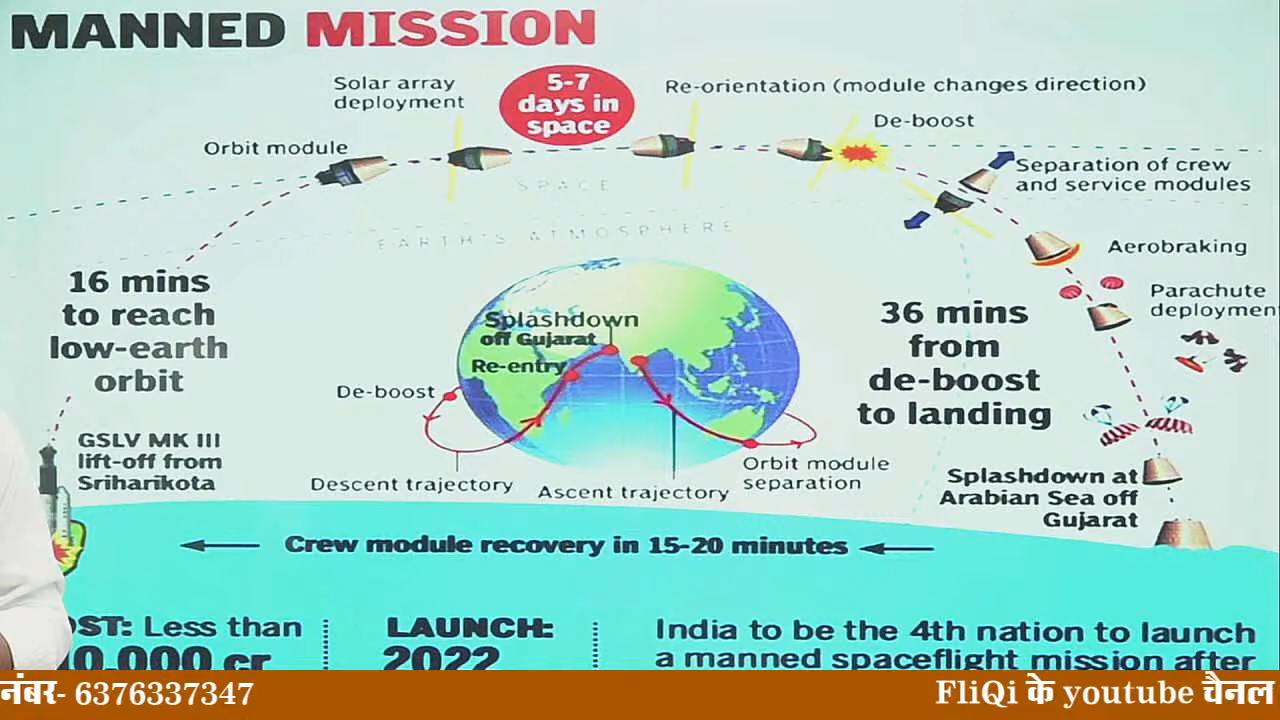 MANNED MISSION
Solar array
deployment
5-7
days in
space
Re-orientation (module changes direction)
De-boost
Orbit module
Separation of crew
and service modules
SPACE
EARTH'S ATMOSPHERE
Aerobraking
16 mins
to reach
low-earth
orbit
Parachute
deploymen
36 mins
from
de-boost
to landing
Splashdown
off Gujarat
Re-entry
De-boost
GSLV MK III
lift-off from
Sriharikota
Descent trajectory
Ascent trajectory
Orbit module
separation
Splashdown at
Arabian Sea off
Gujarat
Crew module recovery in 15-20 minutes
OST: Less than
0,000 cr
LAUNCH:
2022
India to be the 4th nation to launch
a manned spaceflight mission after
नंबर- 6376337347
FliQi के youtube चैनल